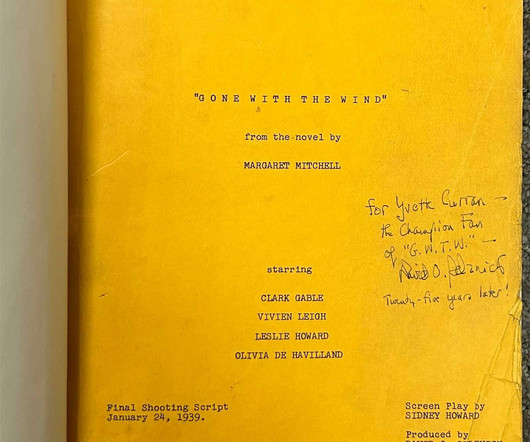 "GONE WITH THE WIND"
from the novel by
MARGARET MITCHELL
for Yvette Curran —
the Champion Fan
of "G.W.T.W." —
David O. Selznick
Twenty-five years later!
starring
CLARK GABLE
VIVIEN LEIGH
LESLIE HOWARD
OLIVIA DE HAVILLAND
Final Shooting Script
January 24, 1939.
Screen Play by
SIDNEY HOWARD
Produced by